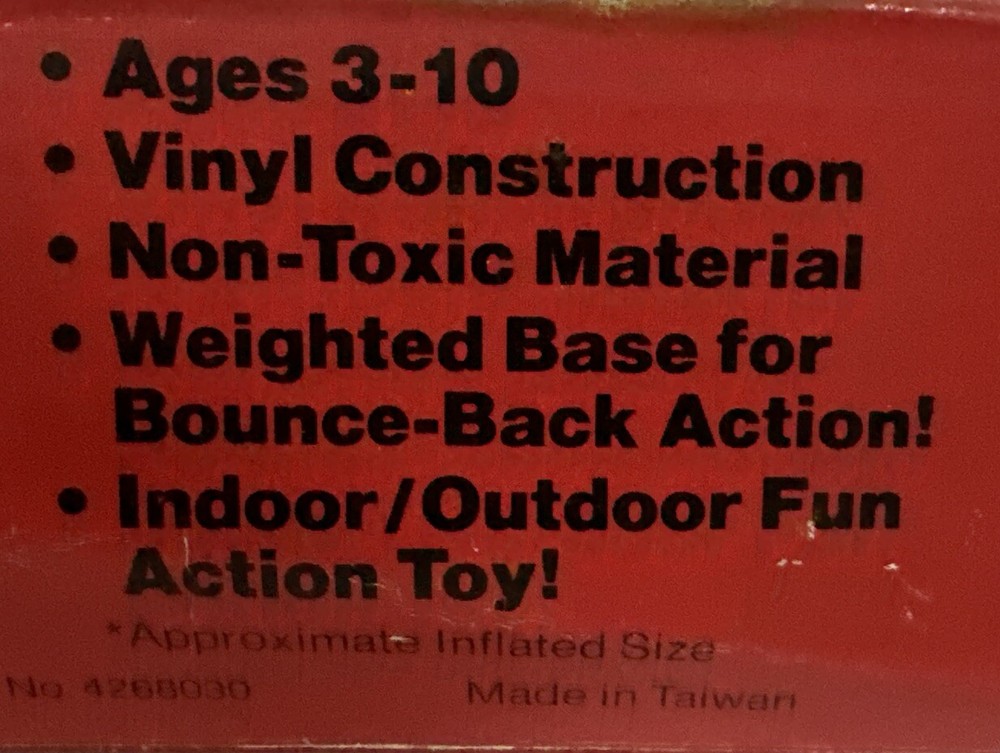 • Ages 3-10
• Vinyl Construction
• Non-Toxic Material
• Weighted Base for
Bounce-Back Action!
• Indoor/Outdoor Fun
Action Toy!
*Approximate Inflated Size
No 4268030 Made in Taiwan